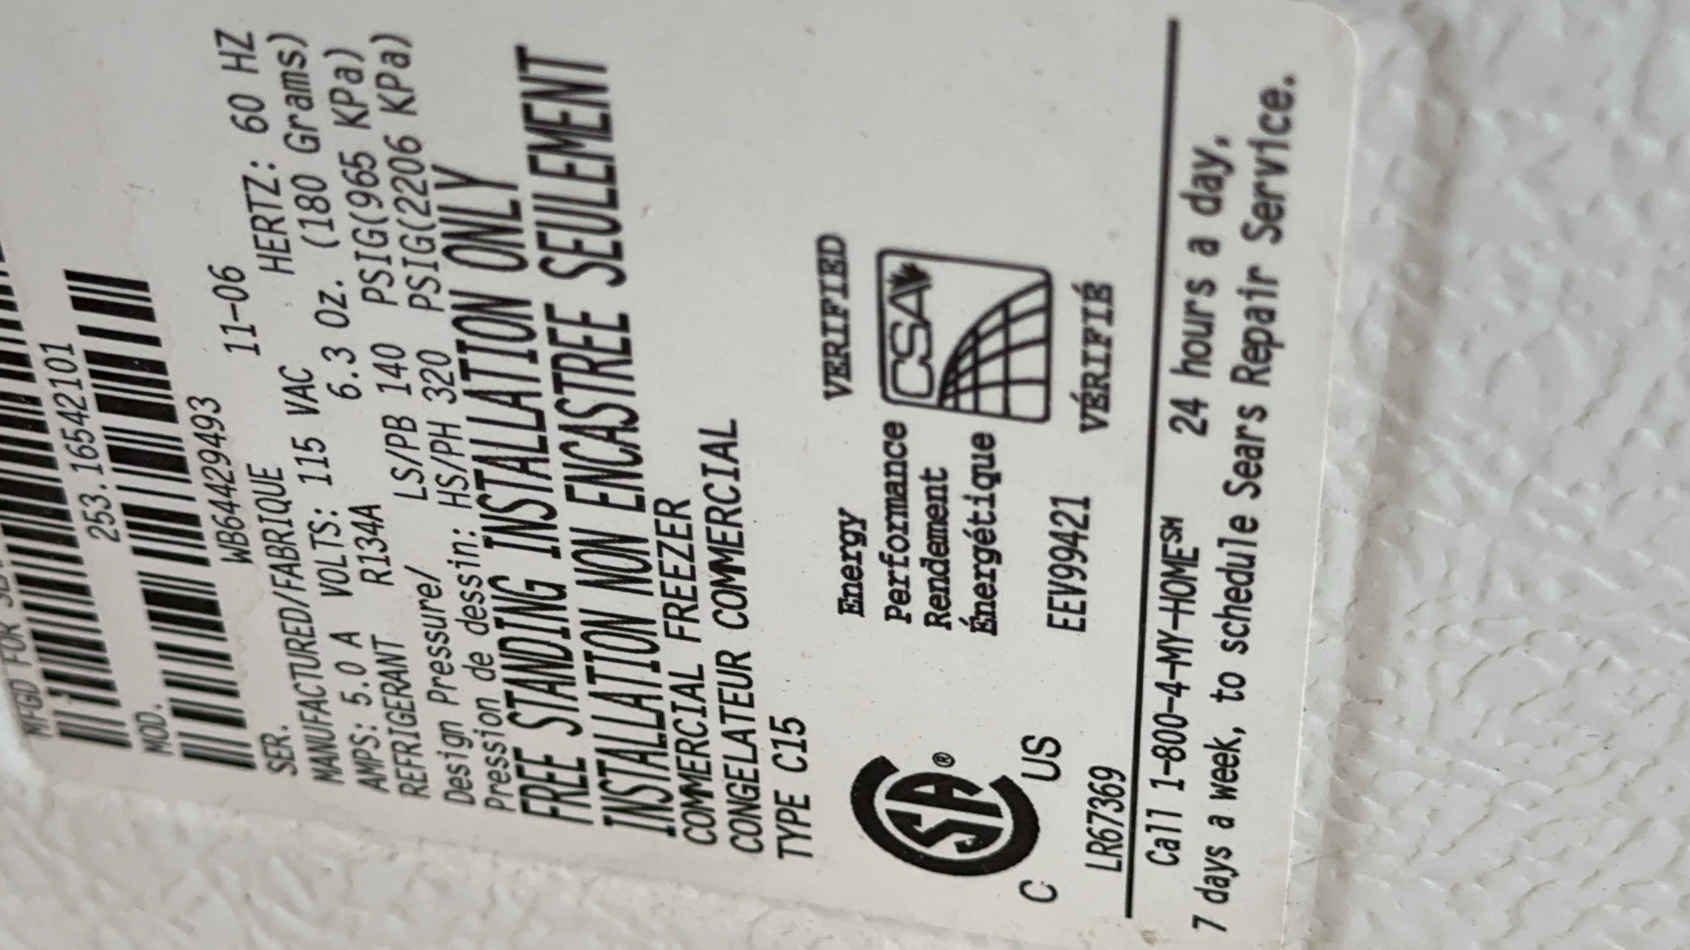 MFGD FOR
253.16542101
MOD.
WB64429493
SER.
MANUFACTURED/FABRIQUE 11-06
AMPS: 5.0 A VOLTS: 115 VAC HERTZ: 60 HZ
REFRIGERANT R134A 6.3 Oz. (180 Grams)
Design Pressure/ LS/PB 140 PSIG(965 KPa)
Pression de dessin: HS/PH 320 PSIG(2206 KPa)
FREE STANDING INSTALLATION ONLY
INSTALLATION NON ENCASTREE SEULEMENT
COMMERCIAL FREEZER
CONGELATEUR COMMERCIAL
TYPE C15
SA®
C US
LR67369
Energy VERIFIED
Performance
Rendement
Énergétique
CSA
EEV99421 VÉRIFIÉ
Call 1-800-4-MY-HOME℠ 24 hours a day,
7 days a week, to schedule Sears Repair Service.